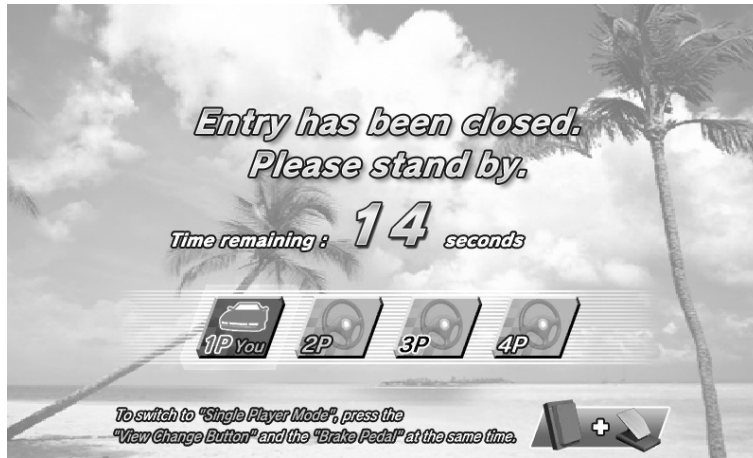 Entry has been closed.
Please stand by.
Time remaining : 14 seconds
1P You 2P 3P 4P
To switch to "Single Player Mode", press the
"View Change Button" and the "Brake Pedal" at the same time.
+